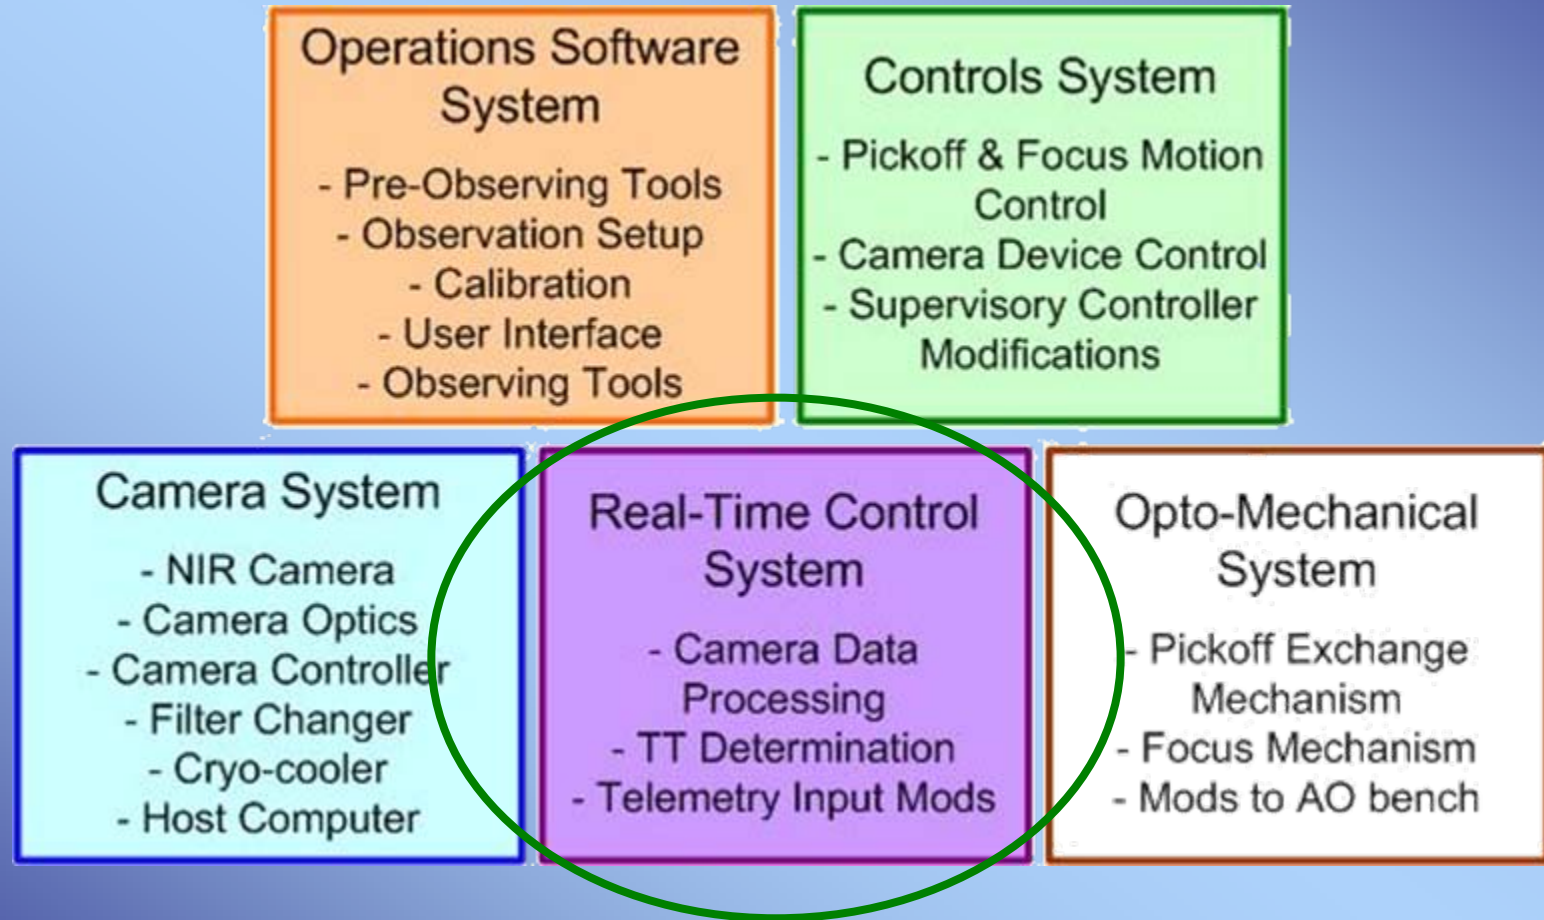 Operations Software
System
- Pre-Observing Tools
- Observation Setup
- Calibration
- User Interface
- Observing Tools
Controls System
- Pickoff & Focus Motion
Control
- Camera Device Control
- Supervisory Controller
Modifications
Camera System
- NIR Camera
- Camera Optics
- Camera Controller
- Filter Changer
- Cryo-cooler
- Host Computer
Real-Time Control
System
- Camera Data
Processing
- TT Determination
- Telemetry Input Mods
Opto-Mechanical
System
- Pickoff Exchange
Mechanism
- Focus Mechanism
- Mods to AO bench